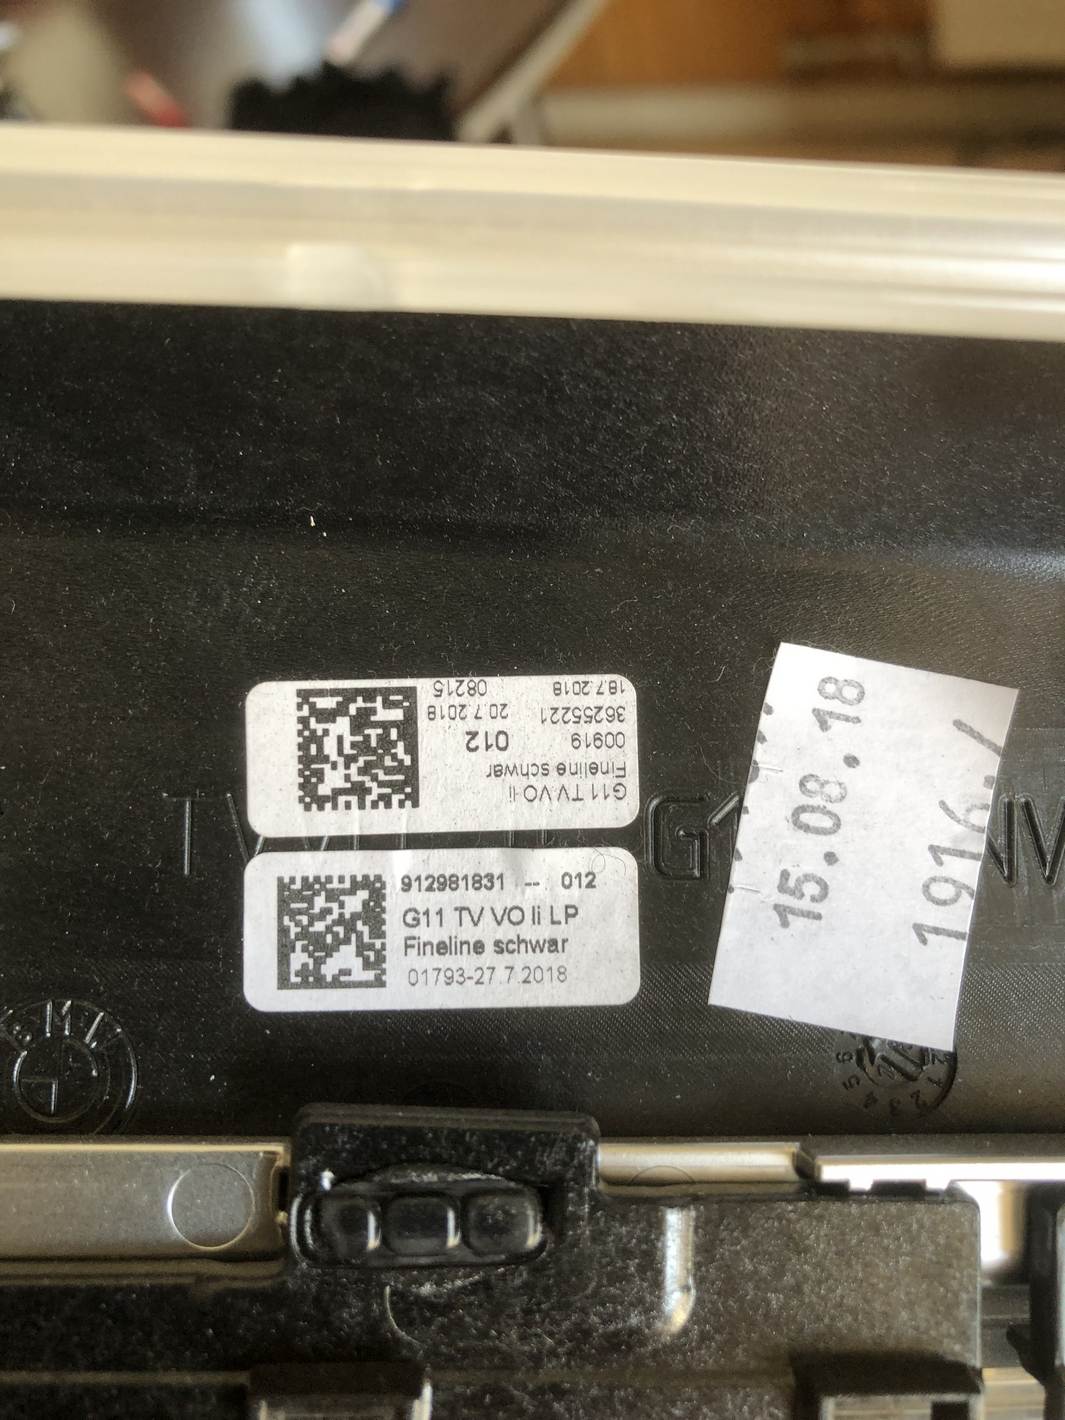 G11 TV VO li
Fineline schwar
00919 012
36255221 20.7.2018
18.7.2018 08215
912981831 -- 012
G11 TV VO li LP
Fineline schwar
01793-27.7.2018
15.08.18
1916./